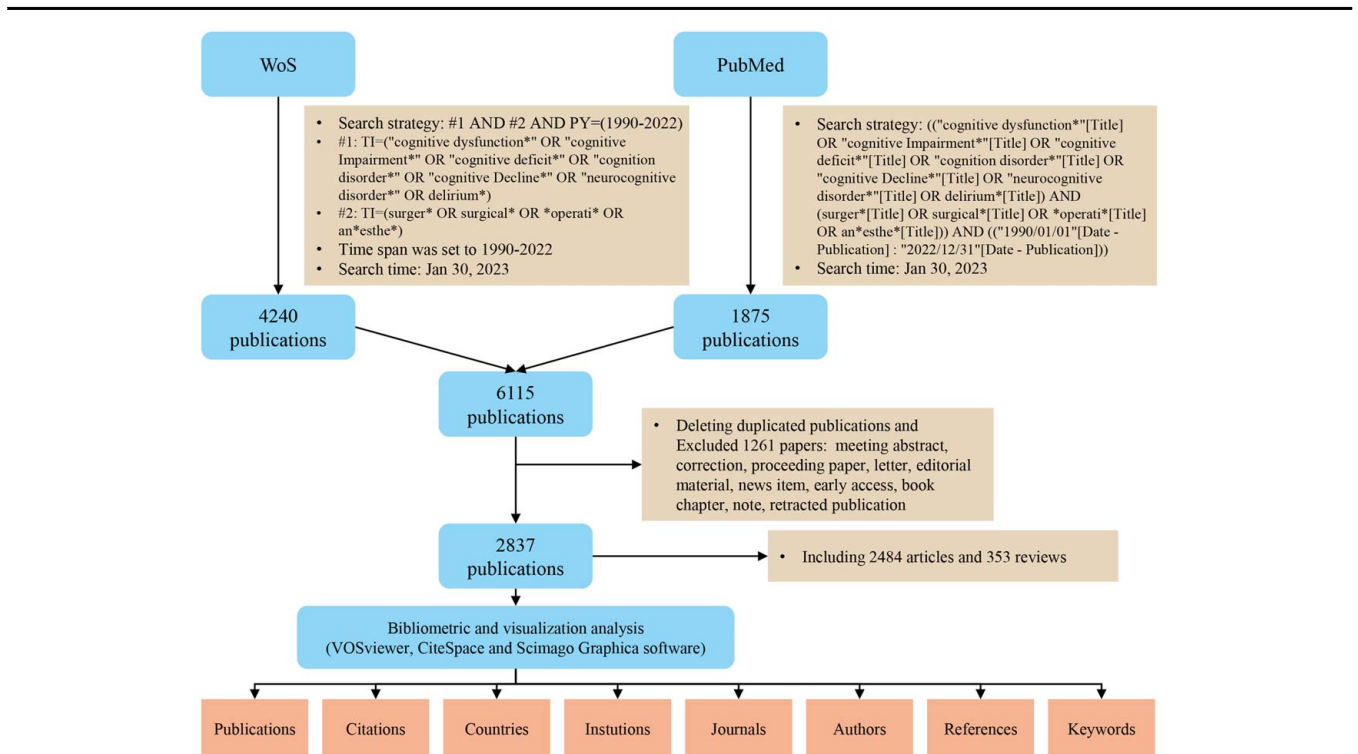 WoS
PubMed
• Search strategy: #1 AND #2 AND PY=(1990-2022)
• #1: TI=("cognitive dysfunction*" OR "cognitive
Impairment*" OR "cognitive deficit*" OR "cognition
disorder*" OR "cognitive Decline*" OR "neurocognitive
disorder*" OR delirium*)
• #2: TI=(surger* OR surgical* OR *operati* OR
an*esthe*)
• Time span was set to 1990-2022
• Search time: Jan 30, 2023
• Search strategy: (("cognitive dysfunction*"[Title]
OR "cognitive Impairment*"[Title] OR "cognitive
deficit*"[Title] OR "cognition disorder*"[Title] OR
"cognitive Decline*"[Title] OR "neurocognitive
disorder*"[Title] OR delirium*[Title]) AND
(surger*[Title] OR surgical*[Title] OR *operati*[Title]
OR an*esthe*[Title])) AND (("1990/01/01"[Date -
Publication] : "2022/12/31"[Date - Publication]))
• Search time: Jan 30, 2023
4240
publications
1875
publications
6115
publications
• Deleting duplicated publications and
Excluded 1261 papers: meeting abstract,
correction, proceeding paper, letter, editorial
material, news item, early access, book
chapter, note, retracted publication
2837
publications
• Including 2484 articles and 353 reviews
Bibliometric and visualization analysis
(VOSviewer, CiteSpace and Scimago Graphica software)
Publications
Citations
Countries
Instutions
Journals
Authors
References
Keywords